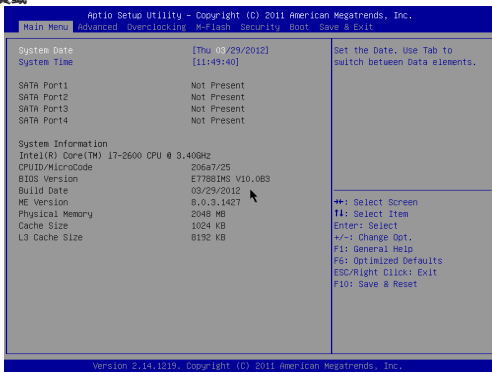 Aptio Setup Utility – Copyright (C) 2011 American Megatrends, Inc.
Main Menu Advanced Overclocking M-Flash Security Boot Save & Exit
System Date [Thu 03/29/2012] Set the Date. Use Tab to
System Time [11:49:40] switch between Data elements.
SATA Port1 Not Present
SATA Port2 Not Present
SATA Port3 Not Present
SATA Port4 Not Present
System Information
Intel(R) Core(TM) i7-2600 CPU @ 3.40GHz
CPUID/MicroCode 206a7/25
BIOS Version E7788IMS V10.0B3
Build Date 03/29/2012
ME Version 8.0.3.1427 →←: Select Screen
Physical Memory 2048 MB ↑↓: Select Item
Cache Size 1024 KB Enter: Select
L3 Cache Size 8192 KB +/-: Change Opt.
F1: General Help
F6: Optimized Defaults
ESC/Right Click: Exit
F10: Save & Reset
Version 2.14.1219. Copyright (C) 2011 American Megatrends, Inc.